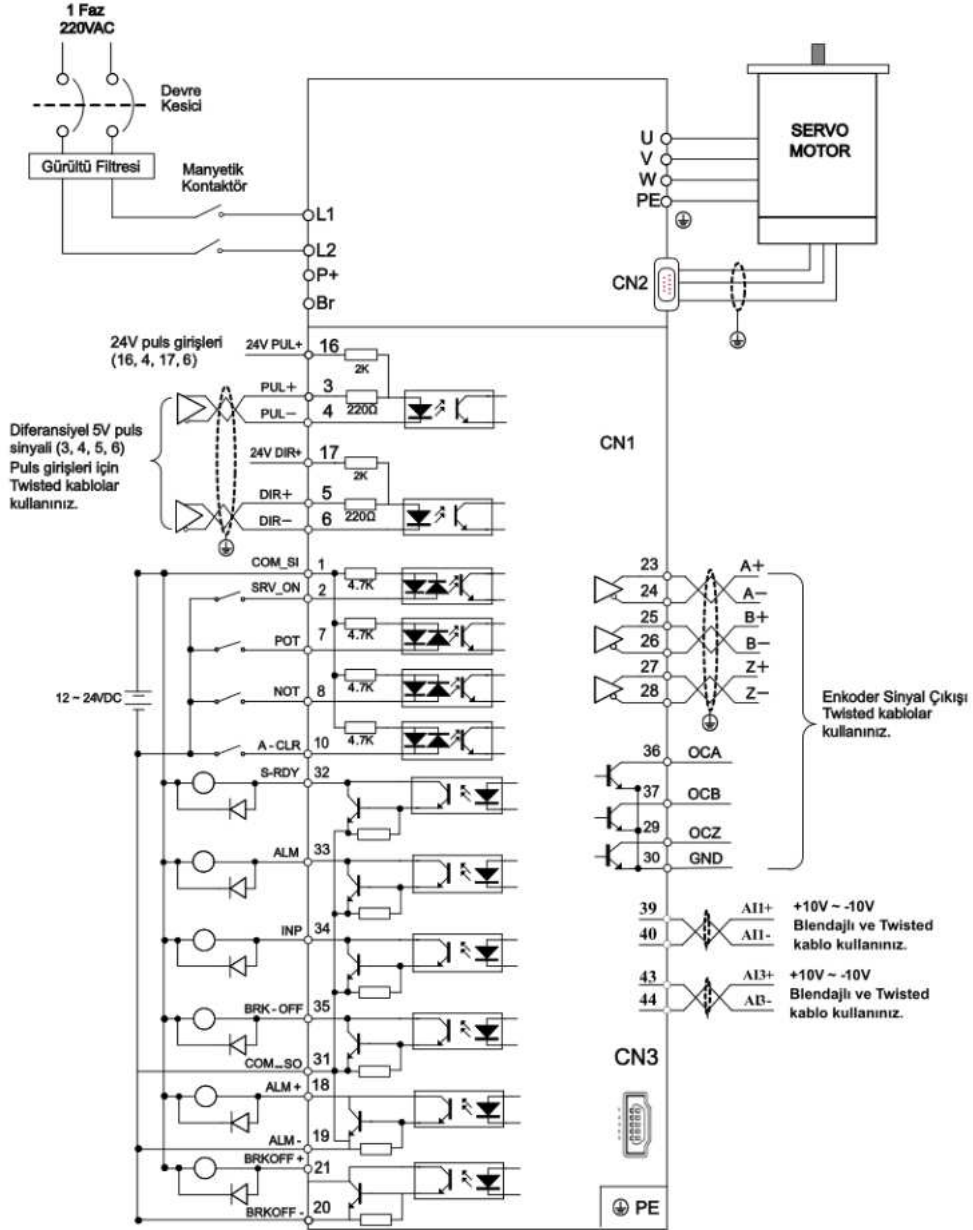 1 Faz
220VAC
Devre
Kesici
Gürültü Filtresi
Manyetik
Kontaktör
L1
L2
P+
Br
U
V
W
PE
SERVO
MOTOR
CN2
24V puls girişleri
(16, 4, 17, 6)
24V PUL+ 16
2K
PUL+ 3
PUL− 4
220Ω
Diferansiyel 5V puls
sinyali (3, 4, 5, 6)
Puls girişleri için
Twisted kablolar
kullanınız.
24V DIR+ 17
2K
DIR+ 5
DIR− 6
220Ω
CN1
COM_SI 1
4.7K
SRV_ON 2
POT 7
4.7K
NOT 8
4.7K
A-CLR 10
4.7K
12 ~ 24VDC
S-RDY 32
ALM 33
INP 34
BRK-OFF 35
COM_SO 31
ALM + 18
ALM - 19
BRKOFF + 21
BRKOFF - 20
23 A+
24 A−
25 B+
26 B−
27 Z+
28 Z−
Enkoder Sinyal Çıkışı
Twisted kablolar
kullanınız.
36 OCA
37 OCB
29 OCZ
30 GND
39 AI1+ +10V ~ -10V
40 AI1- Blendajlı ve Twisted
kablo kullanınız.
43 AI3+ +10V ~ -10V
44 AI3- Blendajlı ve Twisted
kablo kullanınız.
CN3
PE